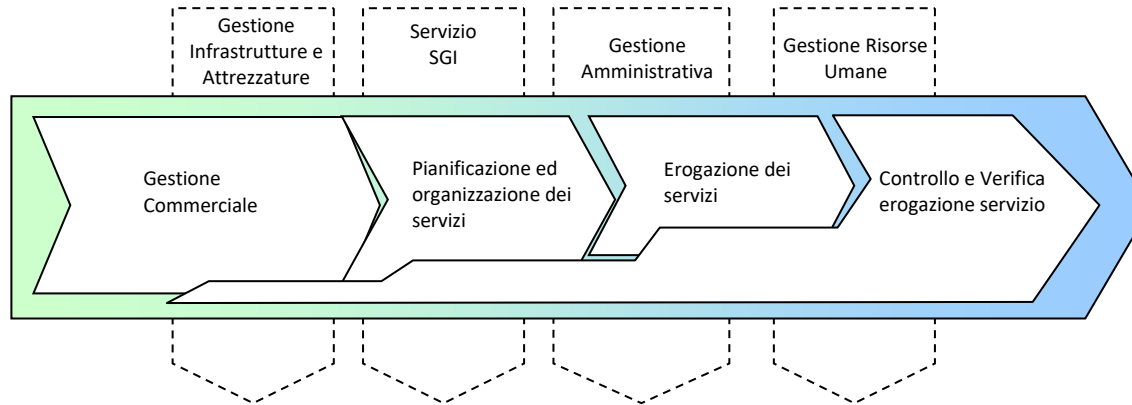 Gestione
Infrastrutture e
Attrezzature
Servizio
SGI
Gestione
Amministrativa
Gestione Risorse
Umane
Gestione
Commerciale
Pianificazione ed
organizzazione dei
servizi
Erogazione dei
servizi
Controllo e Verifica
erogazione servizio